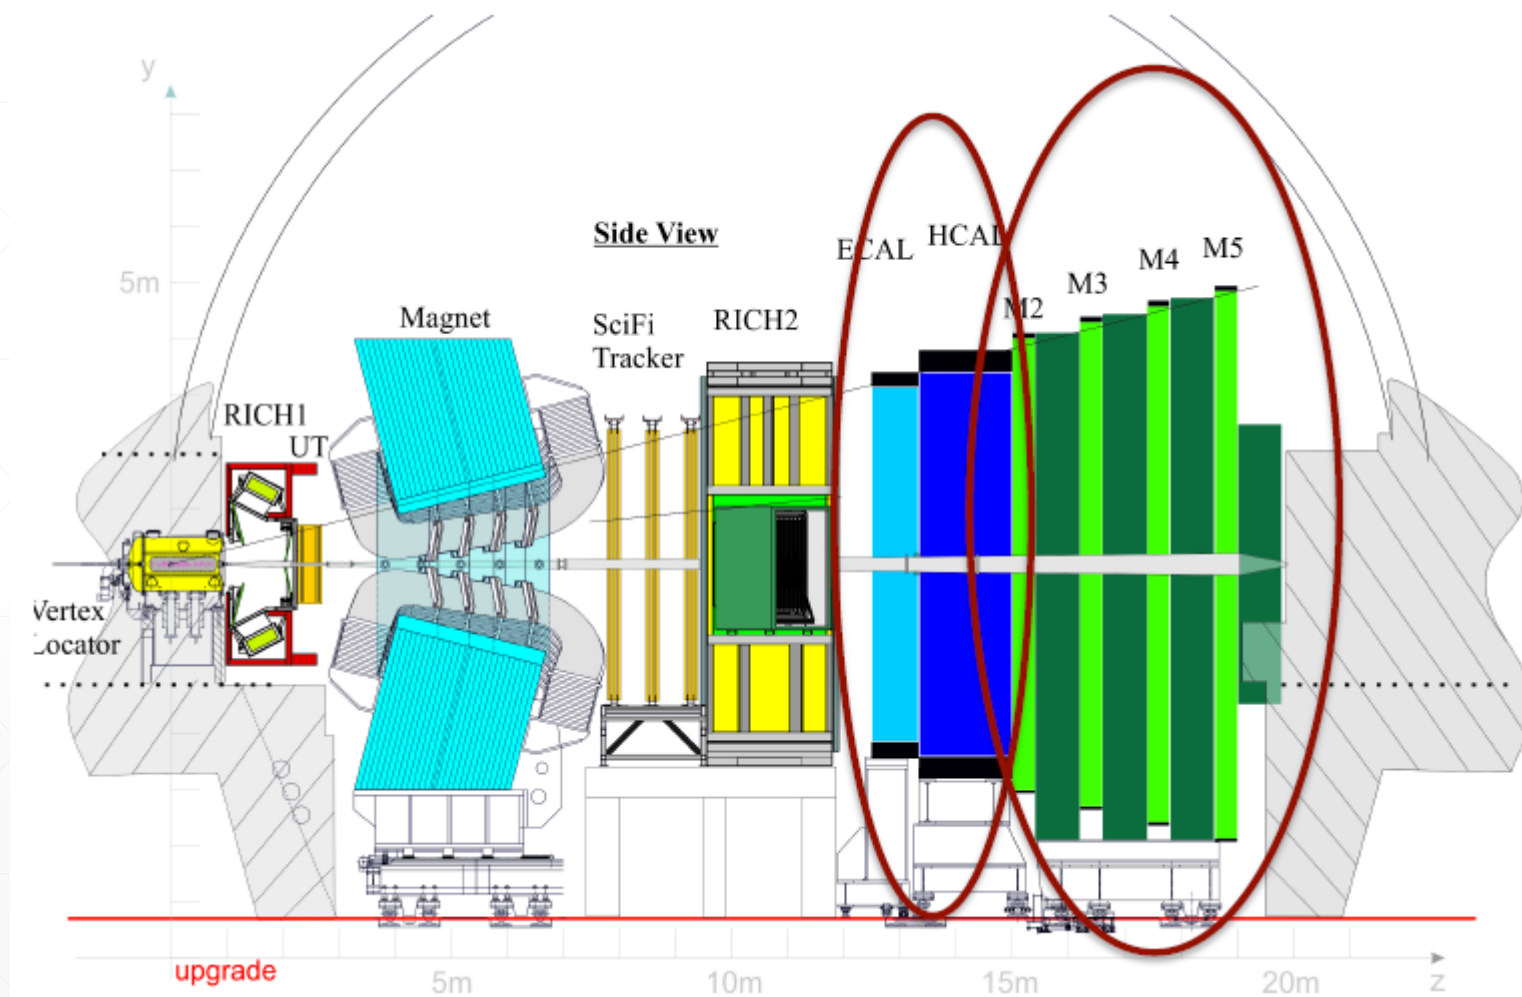 y
Side View
ECAL
HCAL
M2
M3
M4
M5
5m
Magnet
SciFi
Tracker
RICH2
RICH1
UT
Vertex
Locator
upgrade
5m
10m
15m
20m
z